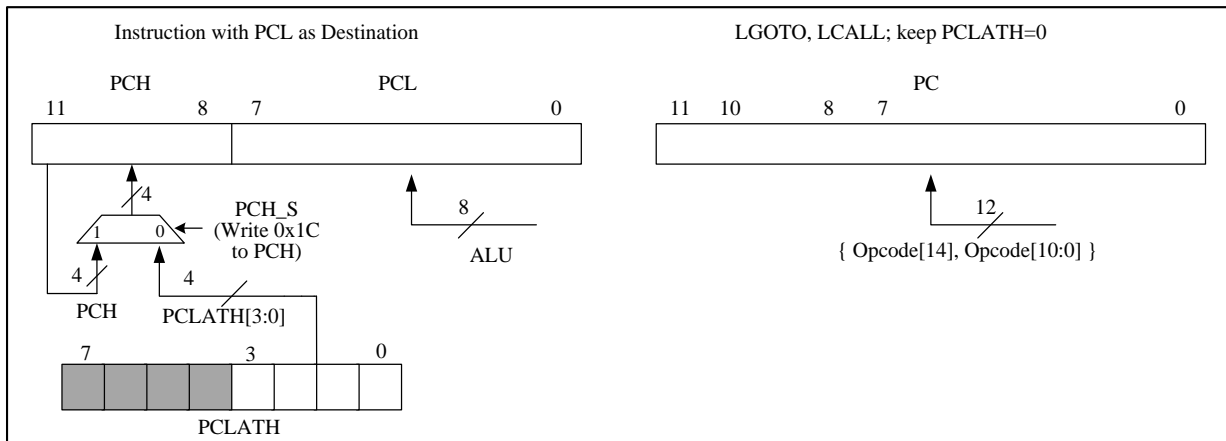 Instruction with PCL as Destination
LGOTO, LCALL; keep PCLATH=0
PCH
PCL
PC
11
8
7
0
11
10
8
7
0
4
1
0
PCH_S
(Write 0x1C
to PCH)
8
ALU
12
{ Opcode[14], Opcode[10:0] }
4
4
PCH
PCLATH[3:0]
7
3
0
PCLATH